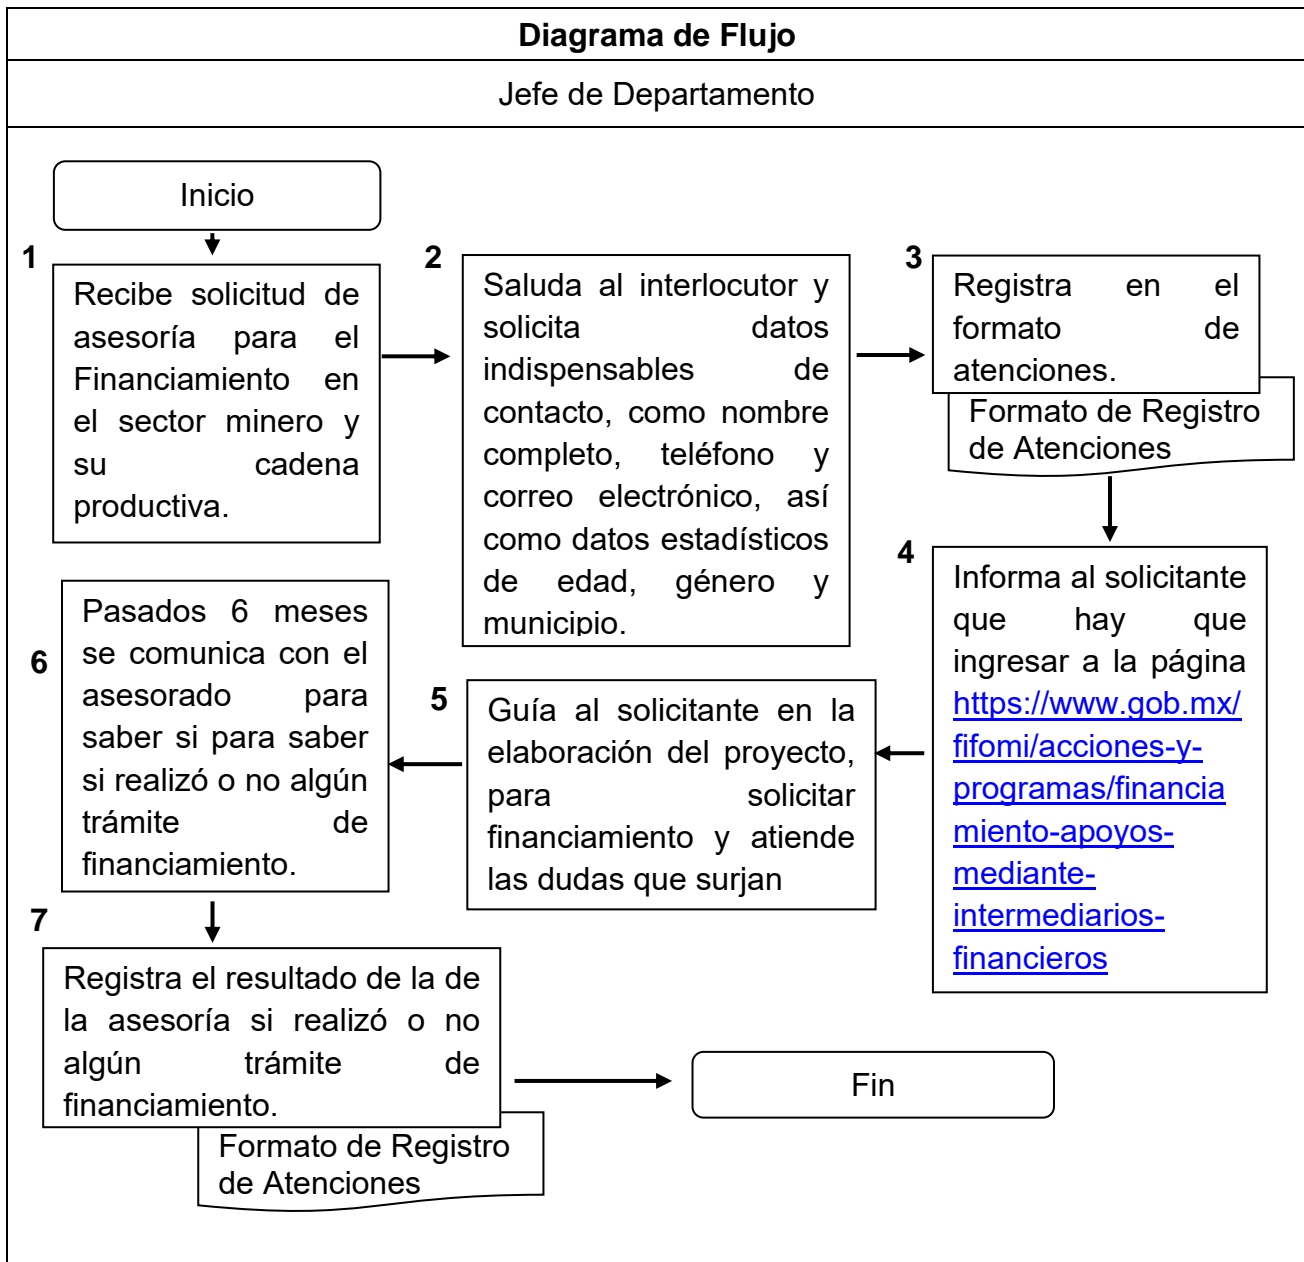 Diagrama de Flujo
Jefe de Departamento
Inicio
1
Recibe solicitud de
asesoría para el
Financiamiento en
el sector minero y
su cadena
productiva.
2
Saluda al interlocutor y
solicita datos
indispensables de
contacto, como nombre
completo, teléfono y
correo electrónico, así
como datos estadísticos
de edad, género y
municipio.
3
Registra en el
formato de
atenciones.
Formato de Registro
de Atenciones
4
Informa al solicitante
que hay que
ingresar a la página
https://www.gob.mx/
fifomi/acciones-y-
programas/financia
miento-apoyos-
mediante-
intermediarios-
financieros
5
Guía al solicitante en la
elaboración del proyecto,
para solicitar
financiamiento y atiende
las dudas que surjan
6
Pasados 6 meses
se comunica con el
asesorado para
saber si para saber
si realizó o no algún
trámite de
financiamiento.
7
Registra el resultado de la de
la asesoría si realizó o no
algún trámite de
financiamiento.
Formato de Registro
de Atenciones
Fin